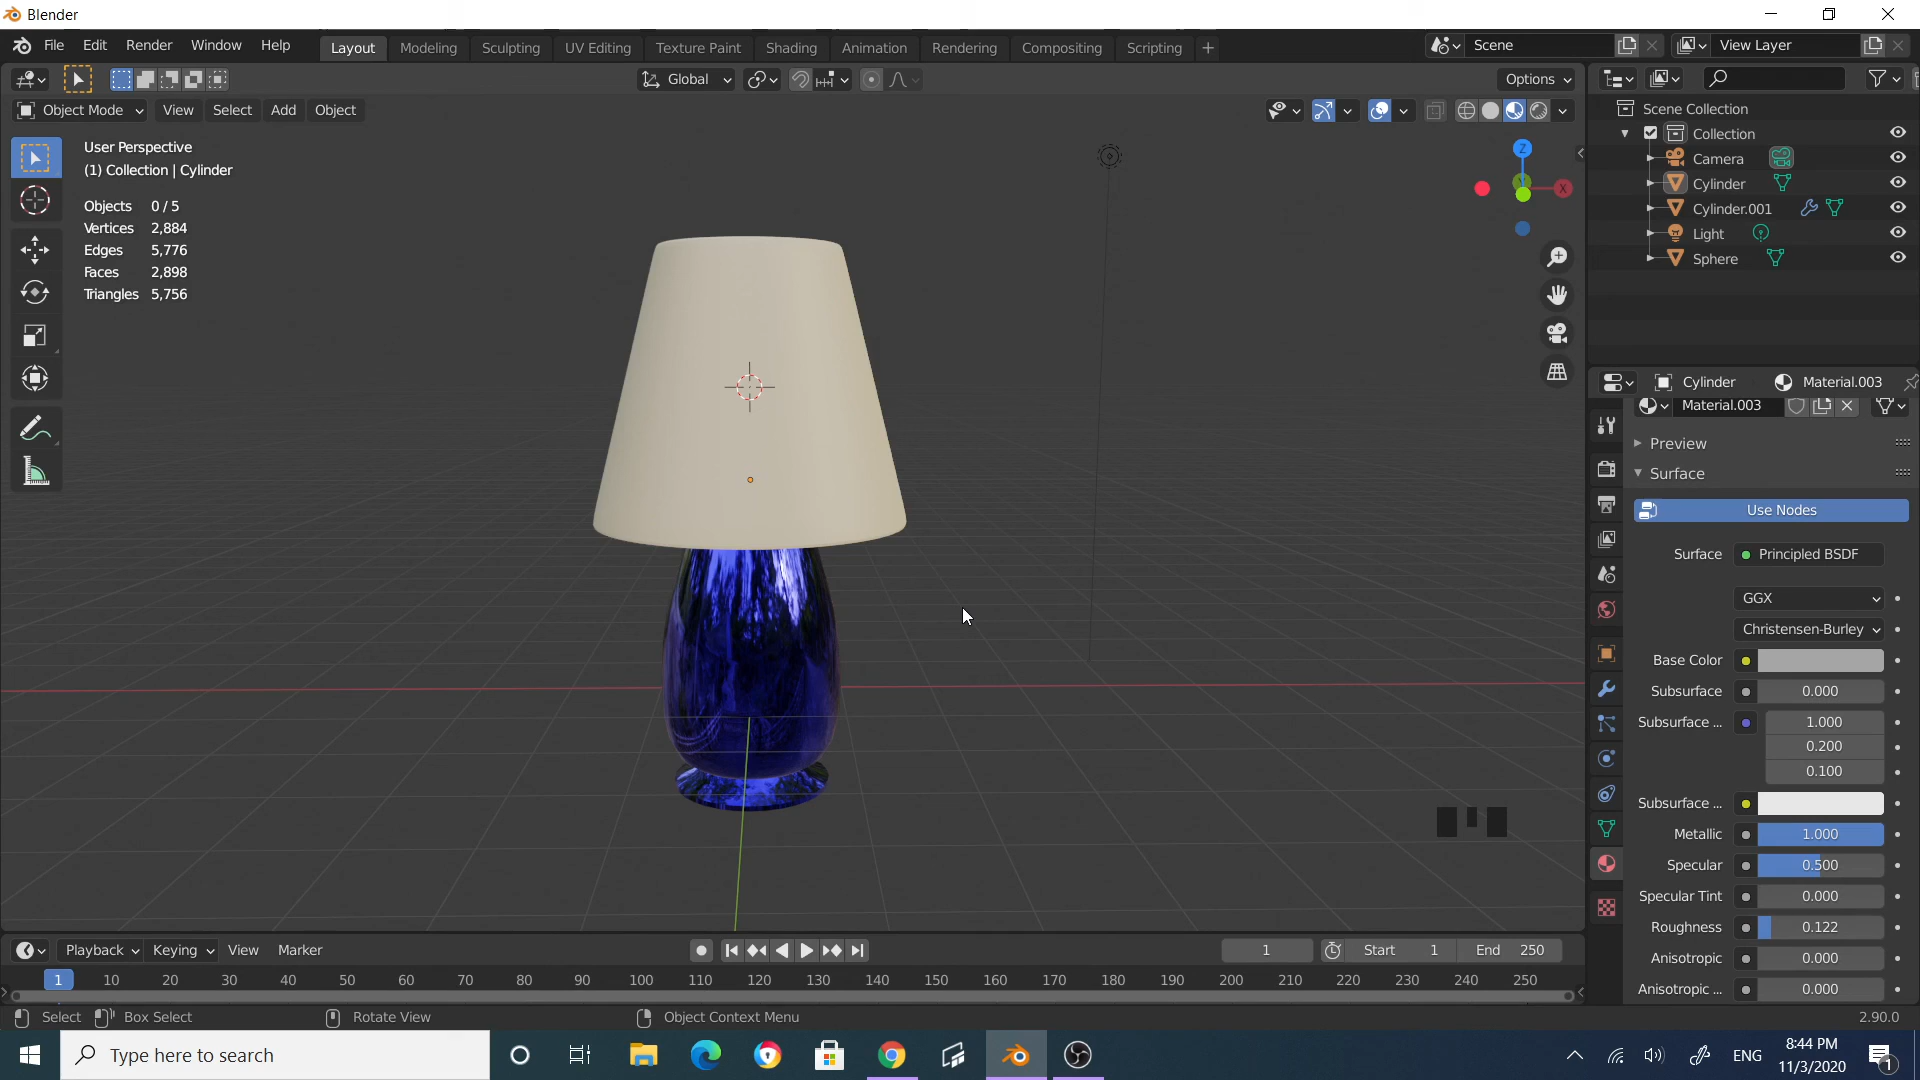 Blender
File Edit Render Window Help Layout Modeling Sculpting UV Editing Texture Paint Shading Animation Rendering Compositing Scripting + Scene View Layer
Global Options
Object Mode View Select Add Object
User Perspective
(1) Collection | Cylinder
Objects 0 / 5
Vertices 2,884
Edges 5,776
Faces 2,898
Triangles 5,756
Z
X
Scene Collection
Collection
Camera
Cylinder
Cylinder.001
Light
Sphere
Cylinder Material.003
Material.003
Preview
Surface
Use Nodes
Surface Principled BSDF
GGX
Christensen-Burley
Base Color
Subsurface 0.000
Subsurface ... 1.000
0.200
0.100
Subsurface ...
Metallic 1.000
Specular 0.500
Specular Tint 0.000
Roughness 0.122
Anisotropic 0.000
Anisotropic ... 0.000
Playback Keying View Marker 1 Start 1 End 250
1 10 20 30 40 50 60 70 80 90 100 110 120 130 140 150 160 170 180 190 200 210 220 230 240 250
Select Box Select Rotate View Object Context Menu 2.90.0
Type here to search
ENG
8:44 PM
11/3/2020
1